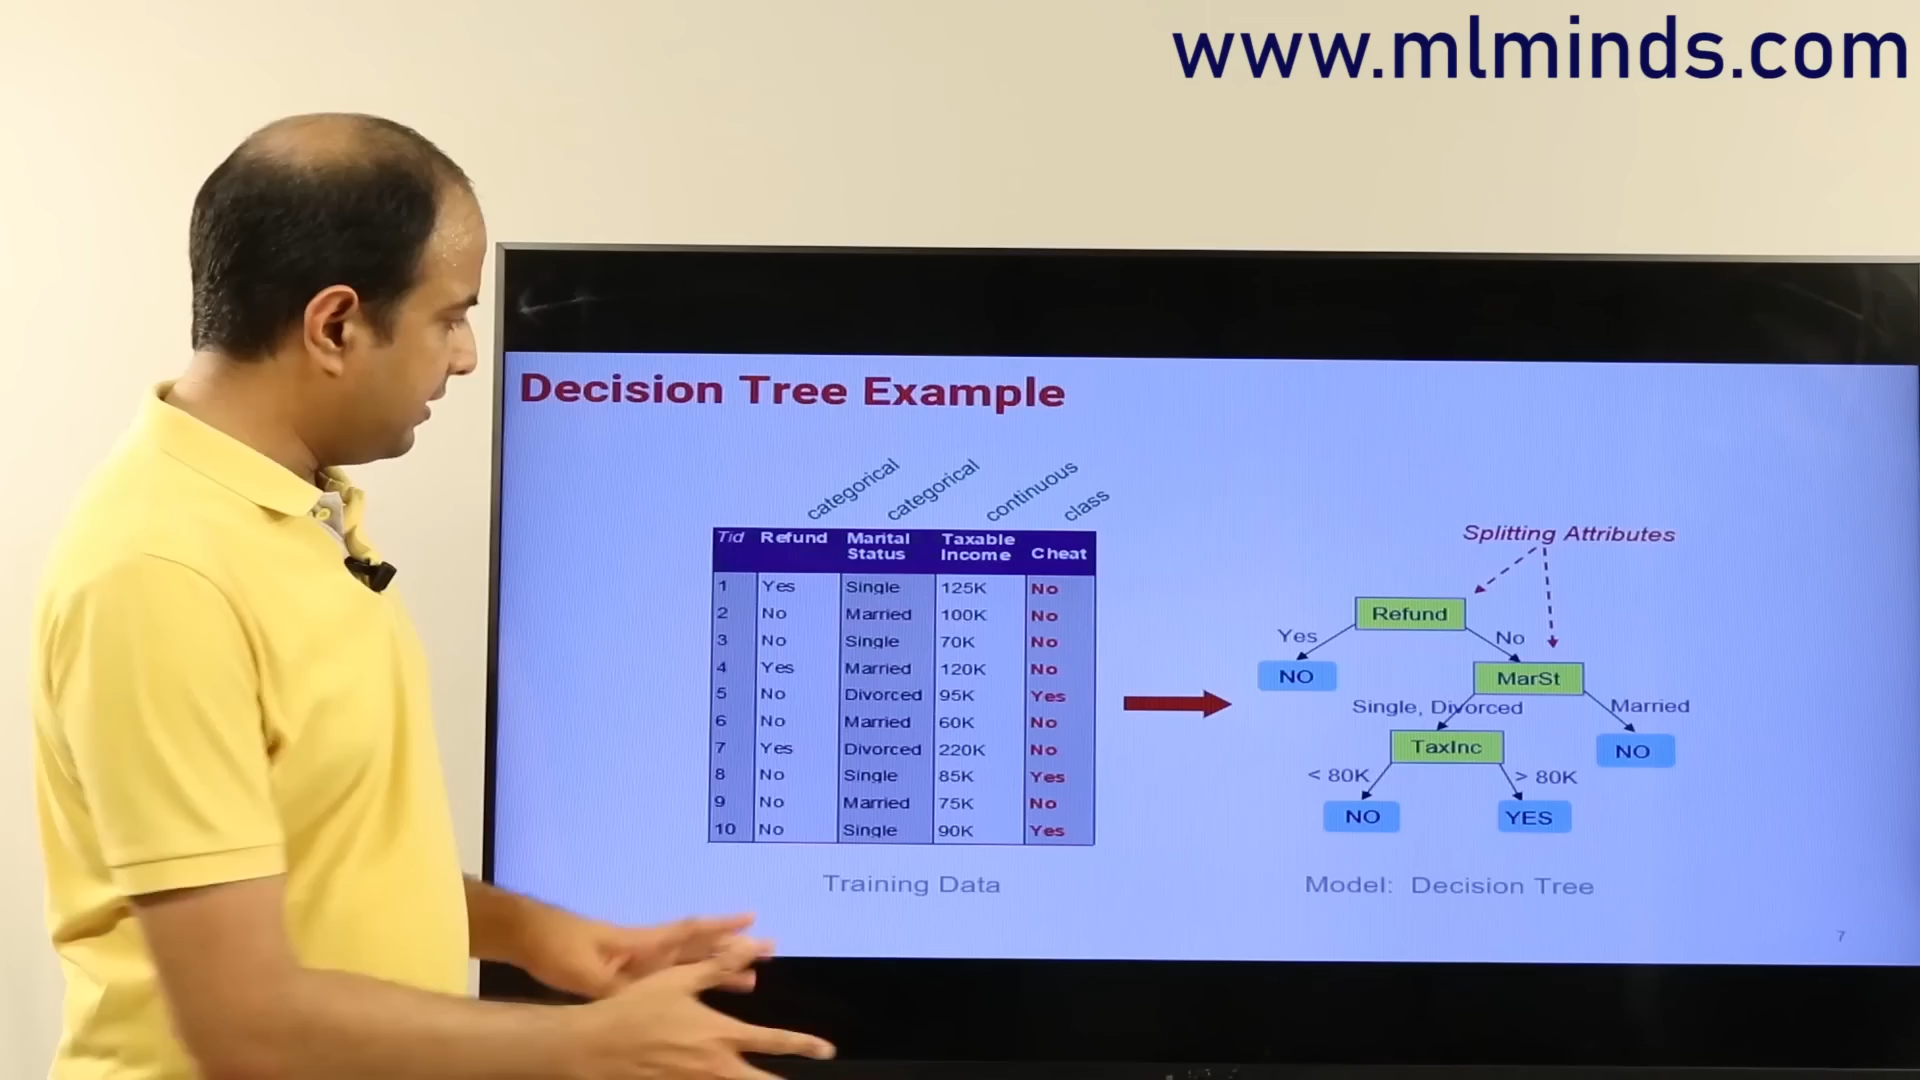 www.mlminds.com
Decision Tree Example
categorical categorical continuous class
Tid Refund Marital Status Taxable Income Cheat
1 Yes Single 125K No
2 No Married 100K No
3 No Single 70K No
4 Yes Married 120K No
5 No Divorced 95K Yes
6 No Married 60K No
7 Yes Divorced 220K No
8 No Single 85K Yes
9 No Married 75K No
10 No Single 90K Yes
Training Data
Splitting Attributes
Refund
Yes No
NO MarSt
Single, Divorced Married
TaxInc NO
< 80K > 80K
NO YES
Model: Decision Tree
7